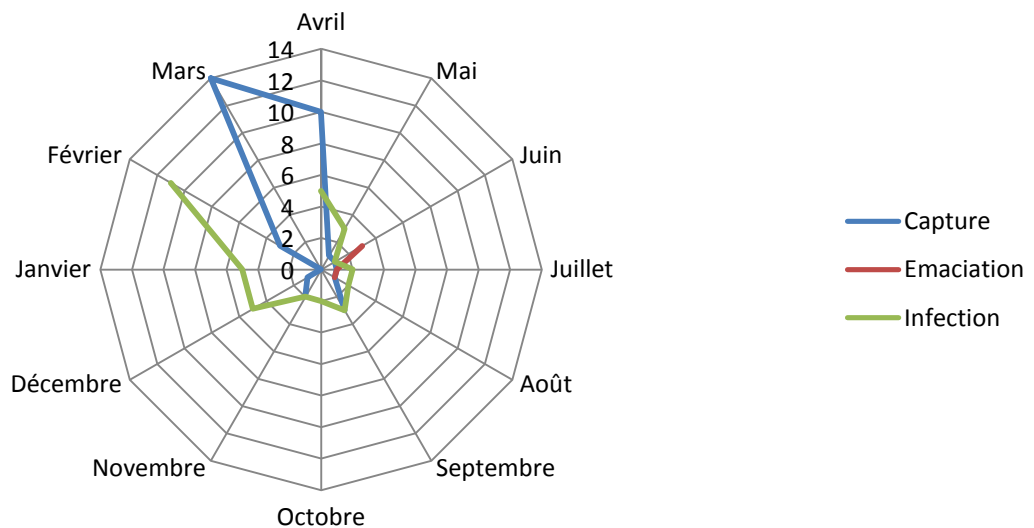 Avril
Mai
Juin
Juillet
Août
Septembre
Octobre
Novembre
Décembre
Janvier
Février
Mars
14
12
10
8
6
4
2
0
Capture
Emaciation
Infection